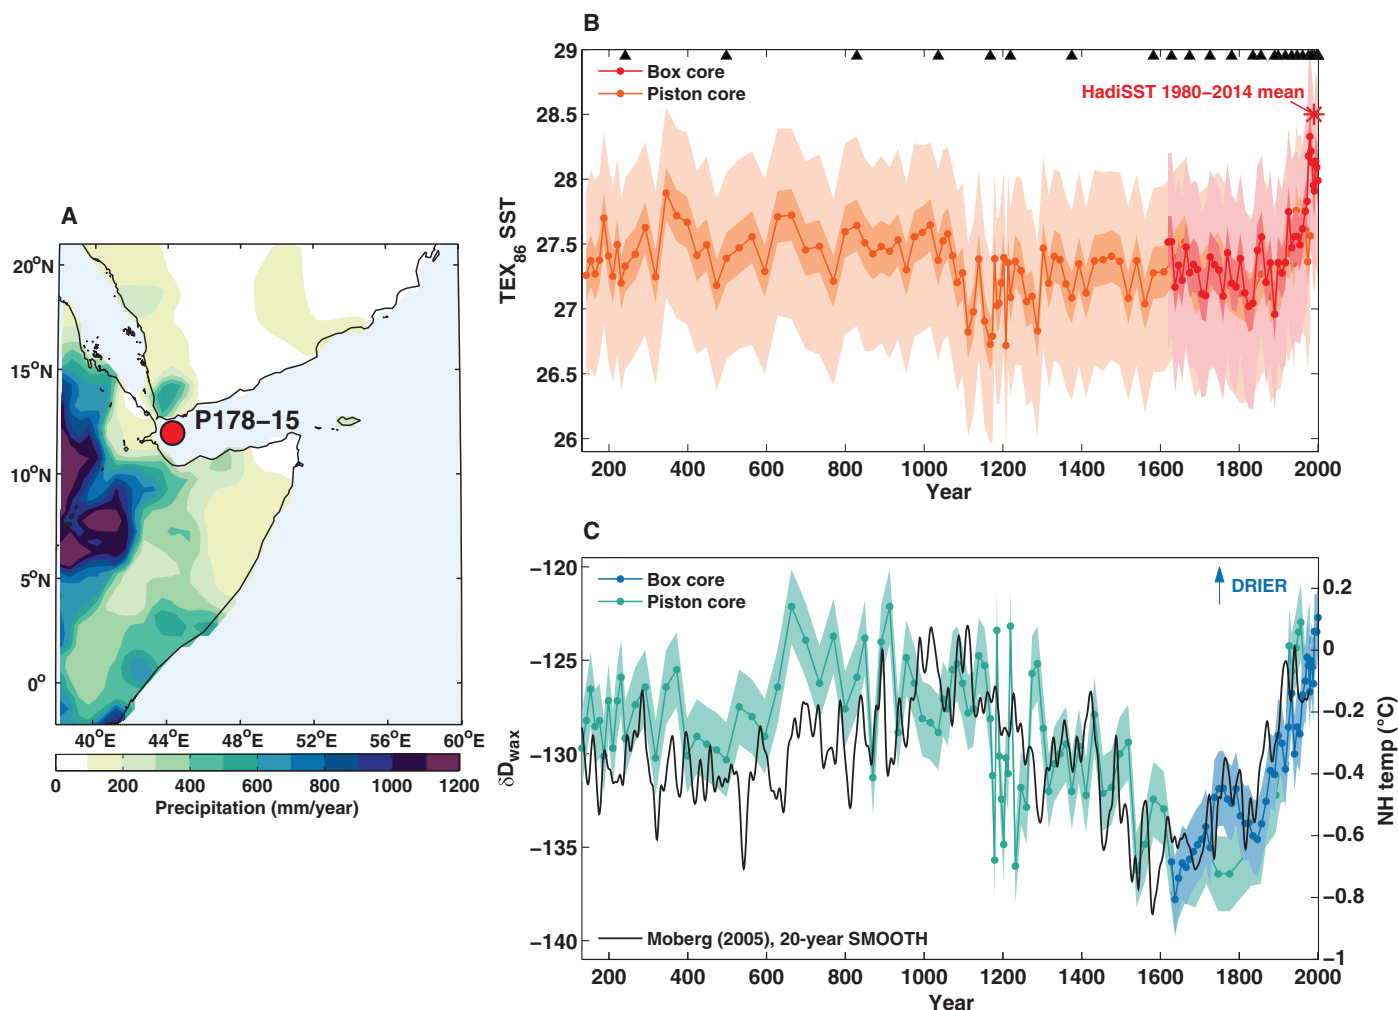 A
20°N
15°N
10°N
5°N
0°
P178–15
40°E 44°E 48°E 52°E 56°E 60°E
0 200 400 600 800 1000 1200
Precipitation (mm/year)
B
29
28.5
28
27.5
27
26.5
26
TEX86 SST
Box core
Piston core
HadiSST 1980–2014 mean
200 400 600 800 1000 1200 1400 1600 1800 2000
Year
C
−120
−125
−130
−135
−140
δDwax
Box core
Piston core
DRIER
0.2
0
−0.2
−0.4
−0.6
−0.8
−1
NH temp (°C)
Moberg (2005), 20-year SMOOTH
200 400 600 800 1000 1200 1400 1600 1800 2000
Year